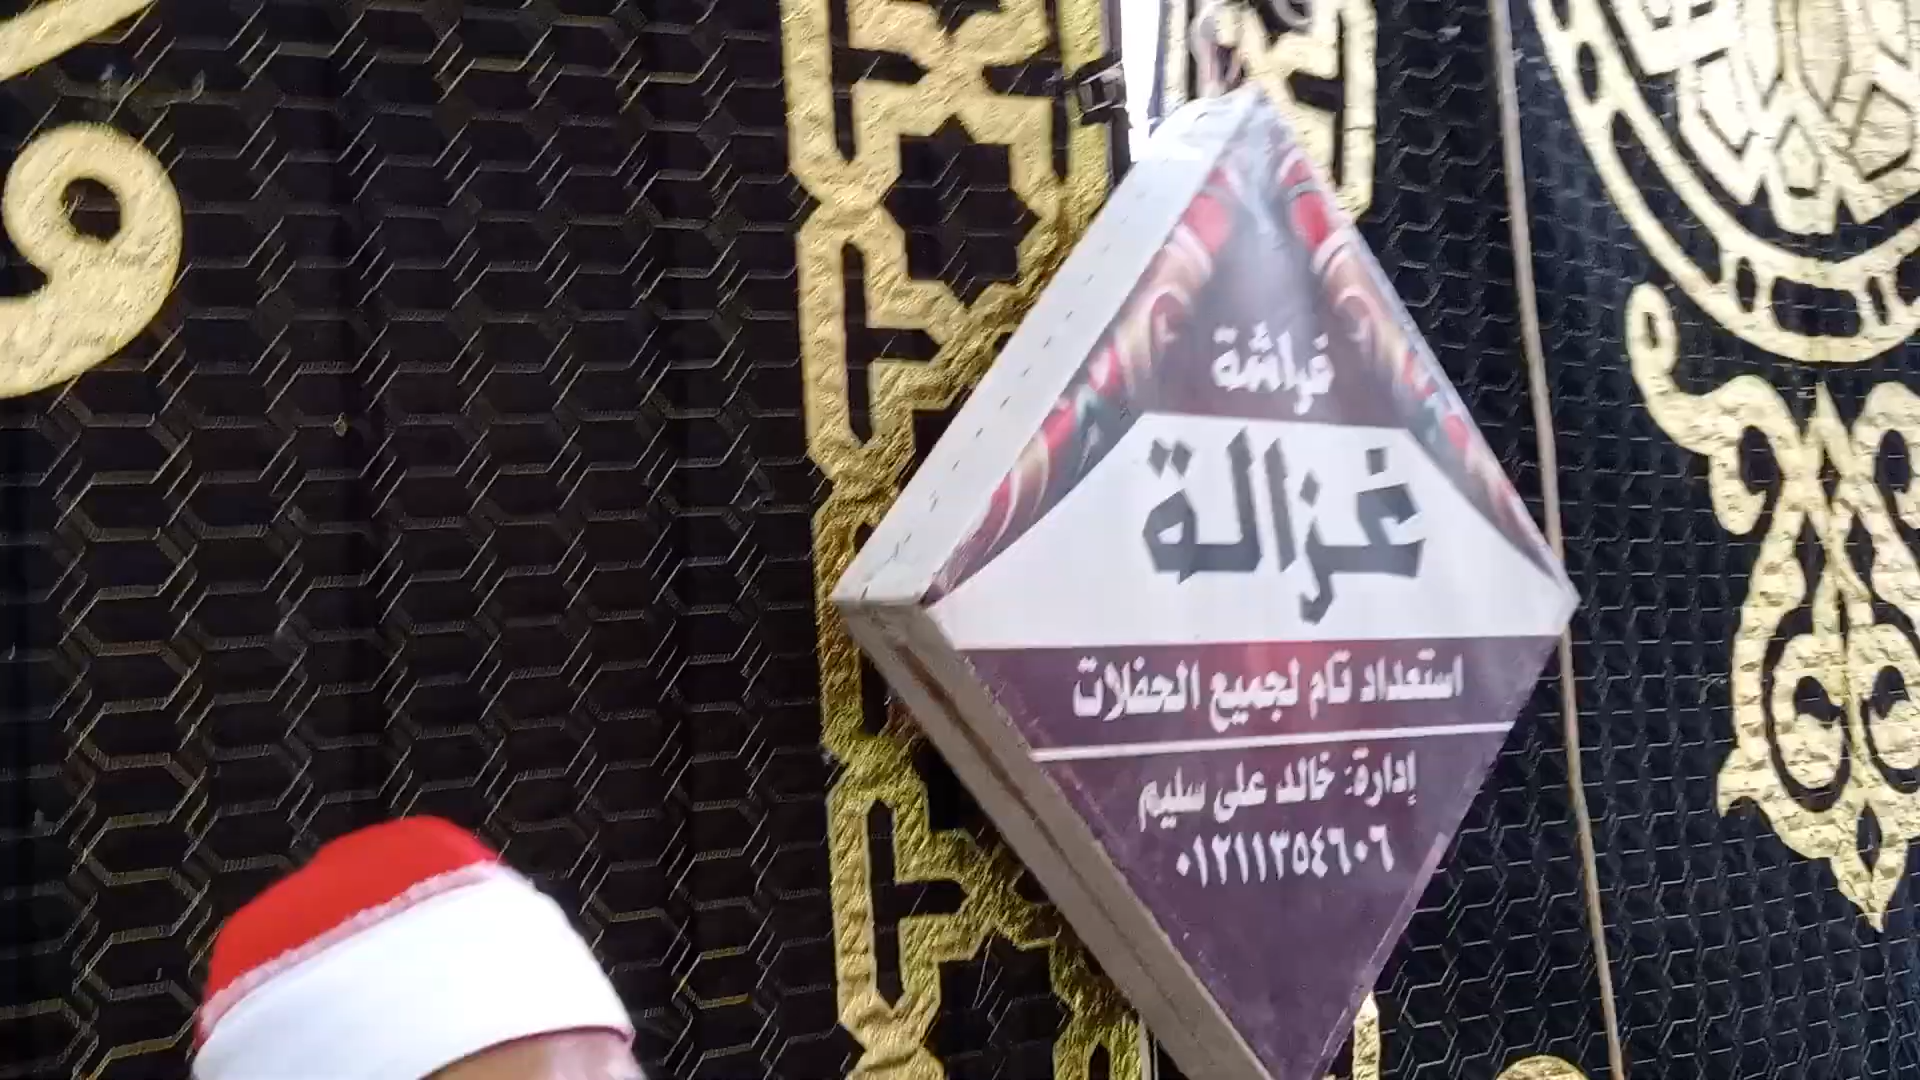 فراشة
غزالة
استعداد تام لجميع الحفلات
إدارة: خالد على سليم
٠١٢١١٣٥٤٦٠٦